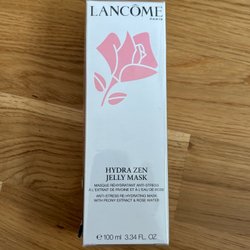 LANCÔME
PARIS
HYDRA ZEN
JELLY MASK
MASQUE RÉHYDRATANT ANTI-STRESS
À L'EXTRAIT DE PIVOINE ET À L'EAU DE ROSE
ANTI-STRESS RE-HYDRATING MASK
WITH PEONY EXTRACT & ROSE WATER
e 100 ml 3.34 FL. OZ